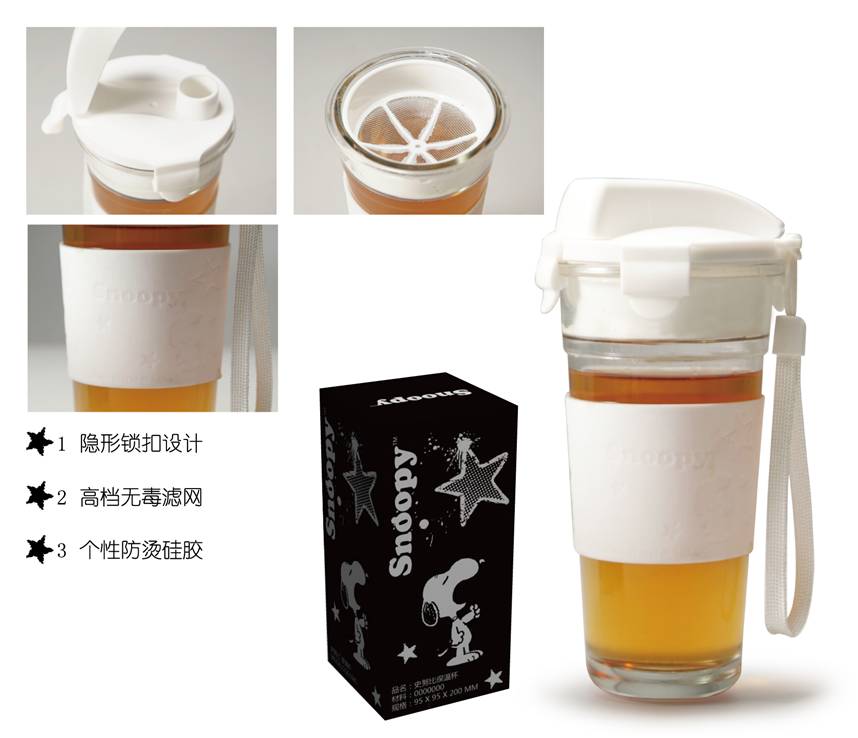 Snoopy
1 隐形锁扣设计
2 高档无毒滤网
3 个性防烫硅胶
Snoopy
Snoopy™
Snoopy
品名：史努比保温杯
材料：0000000
规格：95 X 95 X 200 MM
Snoopy